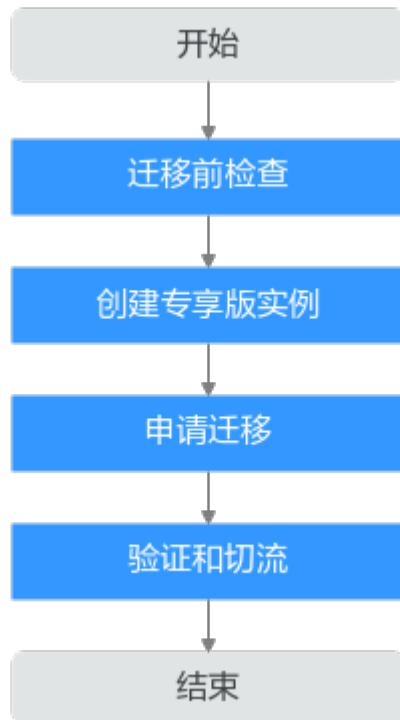 开始
迁移前检查
创建专享版实例
申请迁移
验证和切流
结束